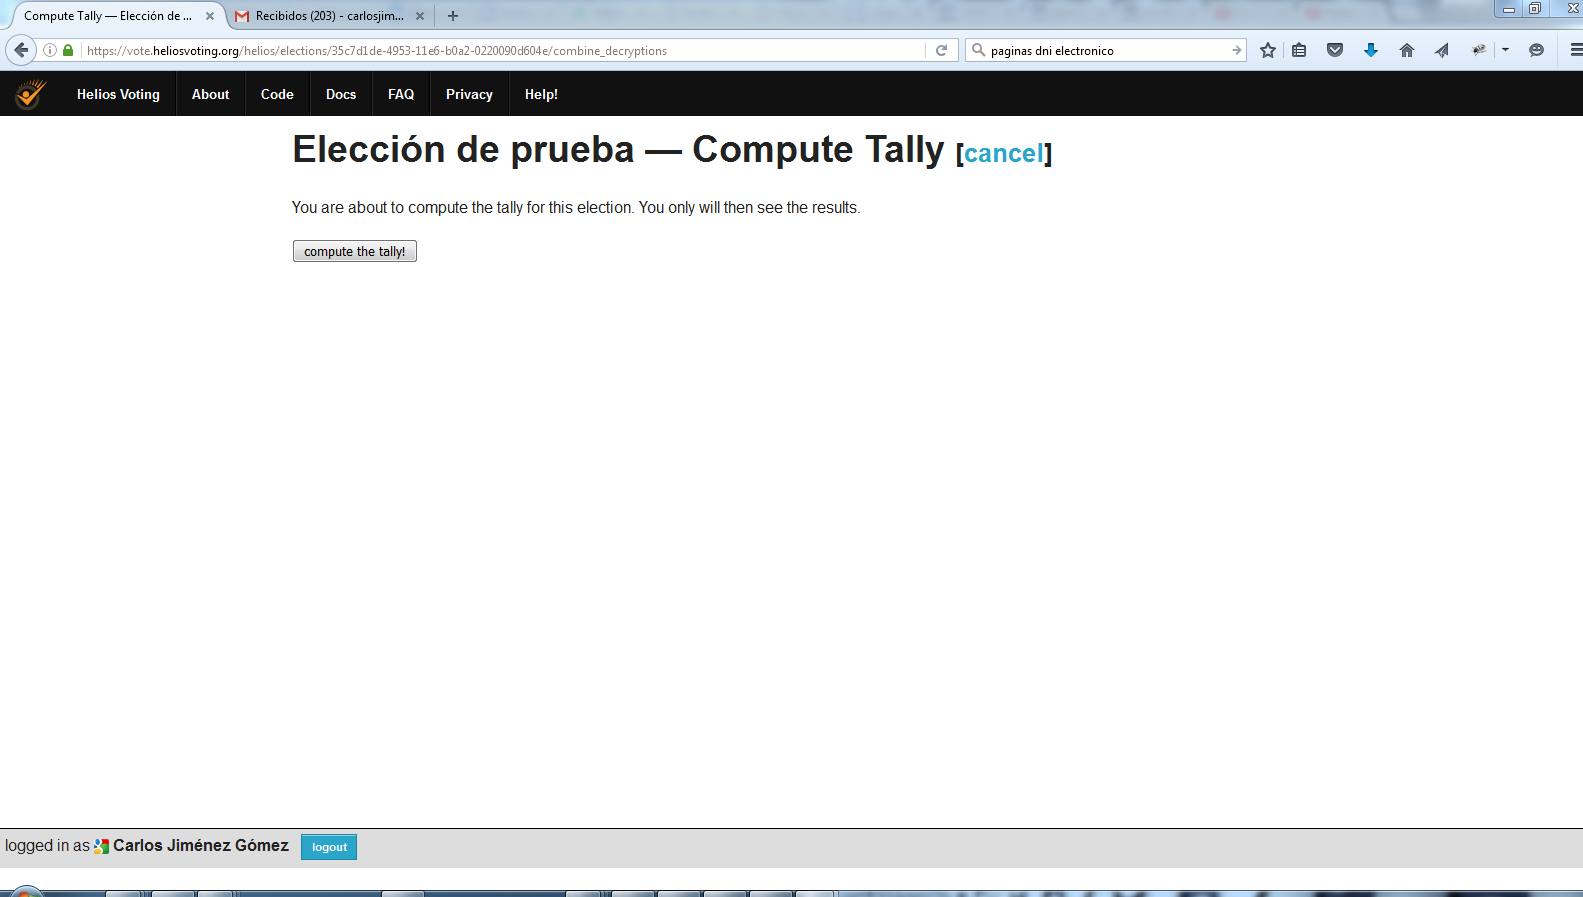 Compute Tally — Elección de ...
Recibidos (203) - carlosjim...
https://vote.heliosvoting.org/helios/elections/35c7d1de-4953-11e6-b0a2-0220090d604e/combine_decryptions
paginas dni electronico
Helios Voting About Code Docs FAQ Privacy Help!
Elección de prueba — Compute Tally [cancel]
You are about to compute the tally for this election. You only will then see the results.
compute the tally!
logged in as Carlos Jiménez Gómez logout